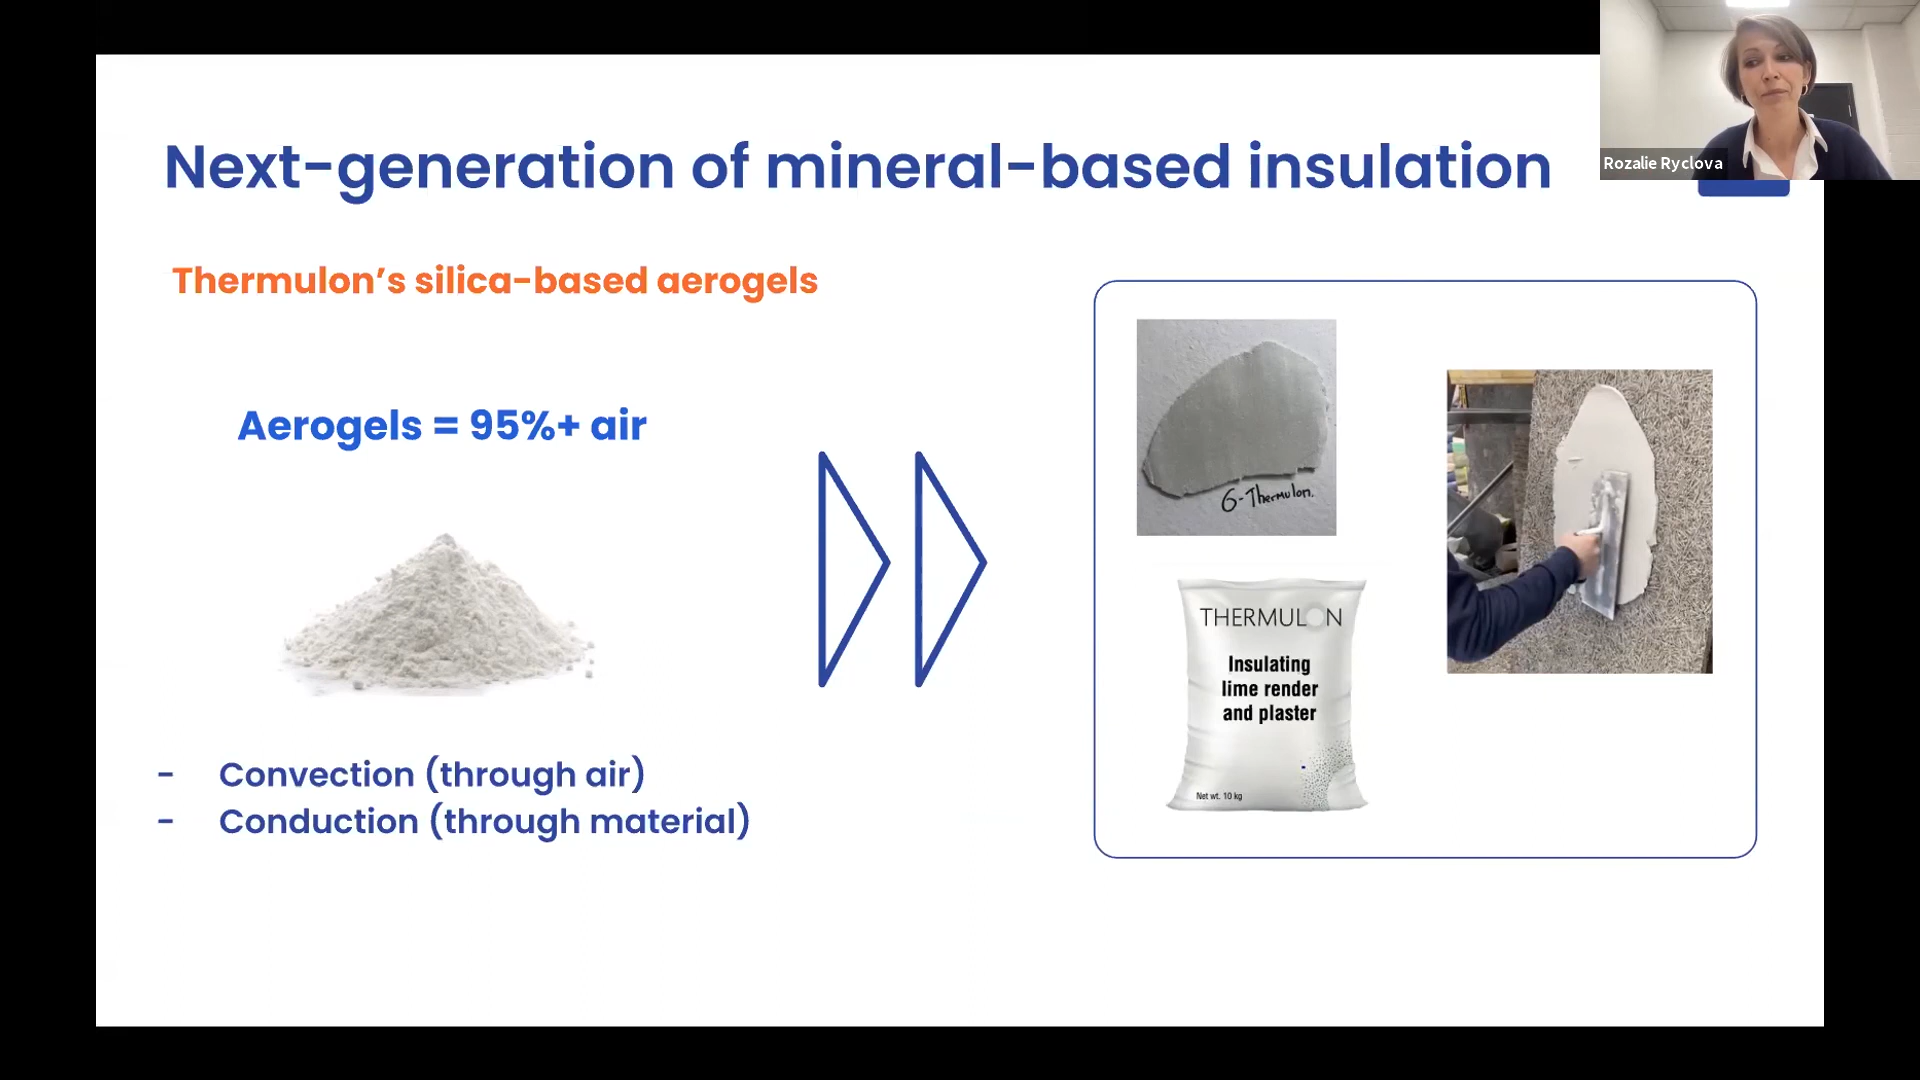 Next-generation of mineral-based insulation
Rozalie Ryclova
Thermulon’s silica-based aerogels
Aerogels = 95%+ air
- Convection (through air)
- Conduction (through material)
6-Thermulon.
THERMULON
Insulating
lime render
and plaster
Net wt. 10 kg